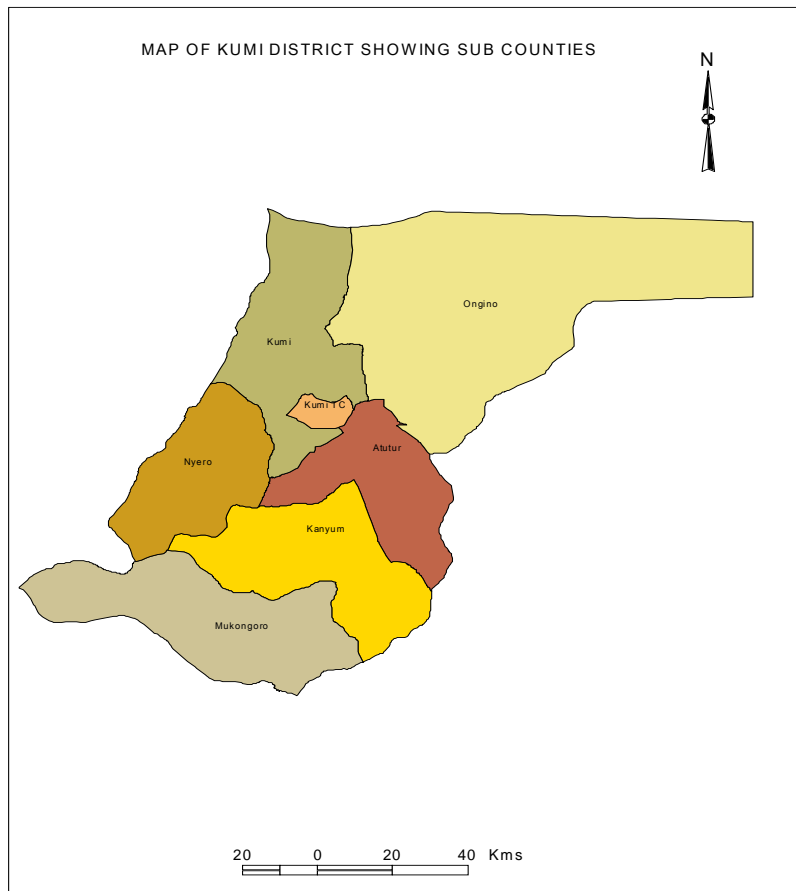 MAP OF KUMI DISTRICT SHOWING SUB COUNTIES
N
Ongino
Kumi
Kumi TC
Atutur
Nyero
Kanyum
Mukongoro
20 0 20 40 Kms